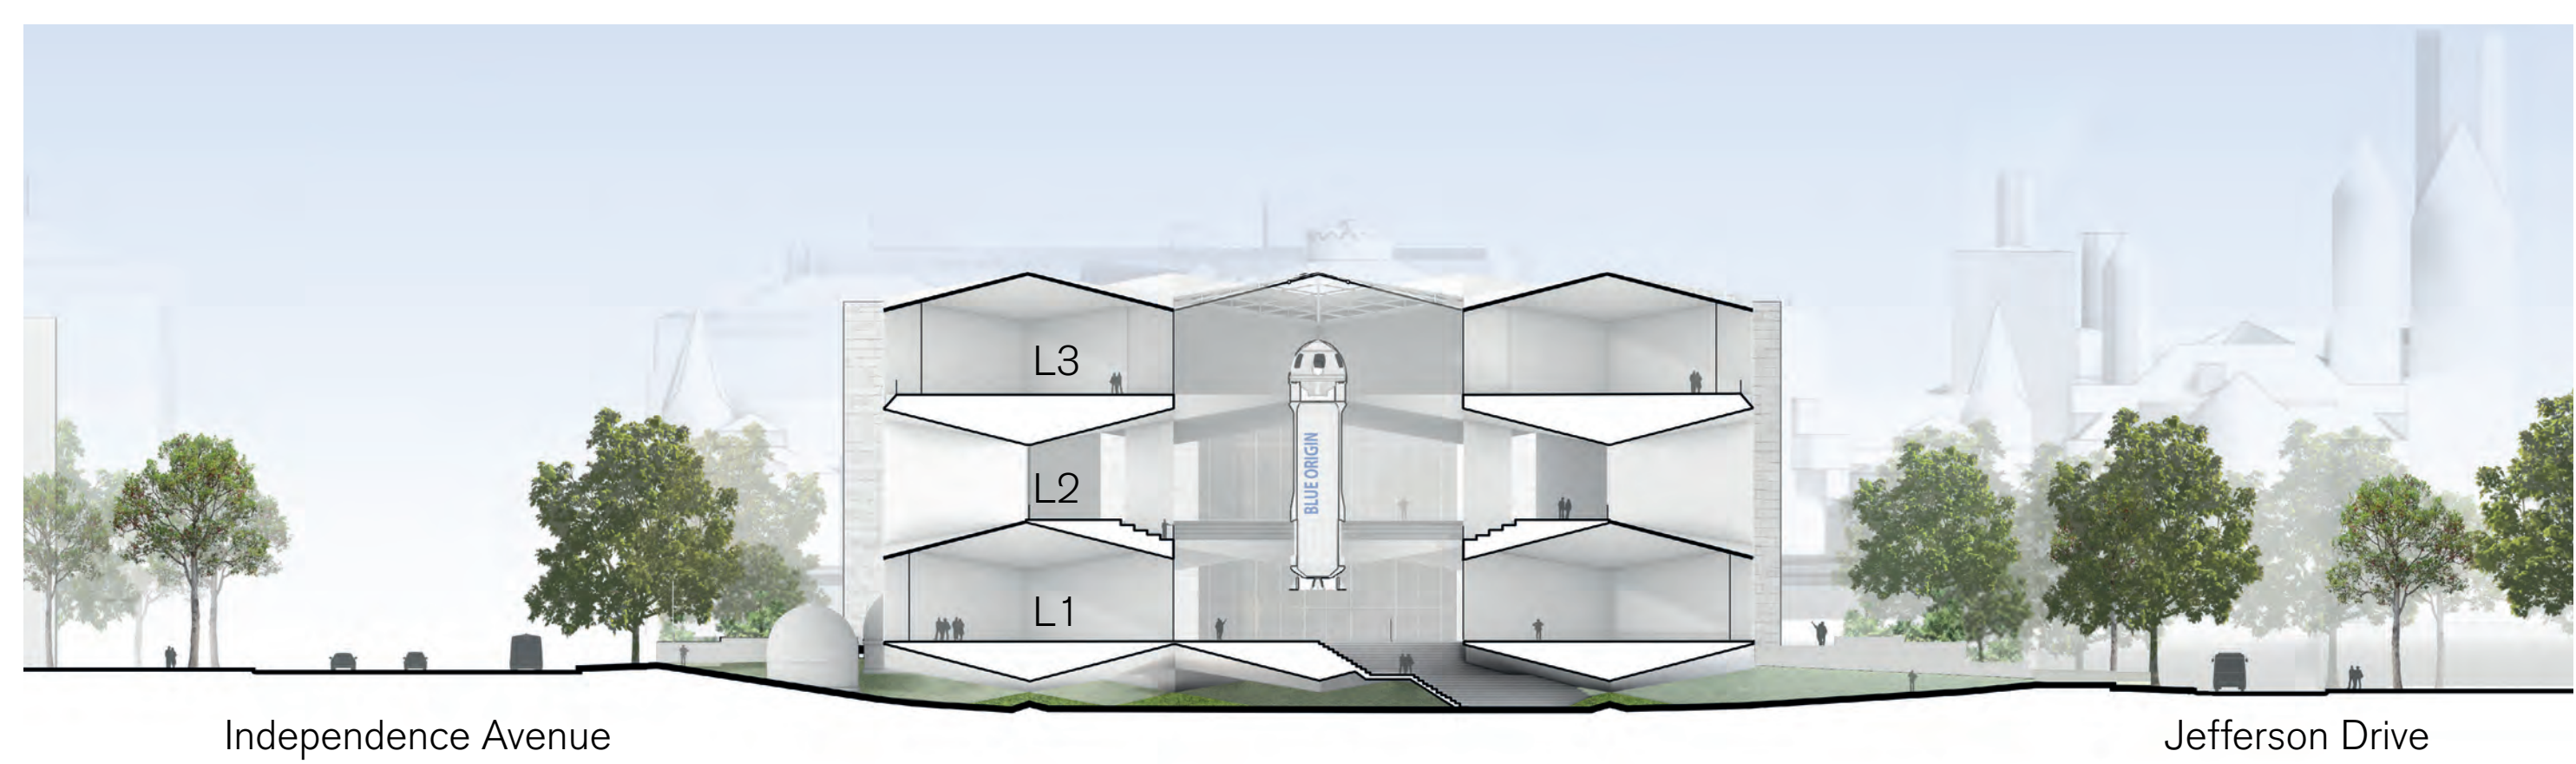 L3
L2
BLUE ORIGIN
L1
Independence Avenue
Jefferson Drive